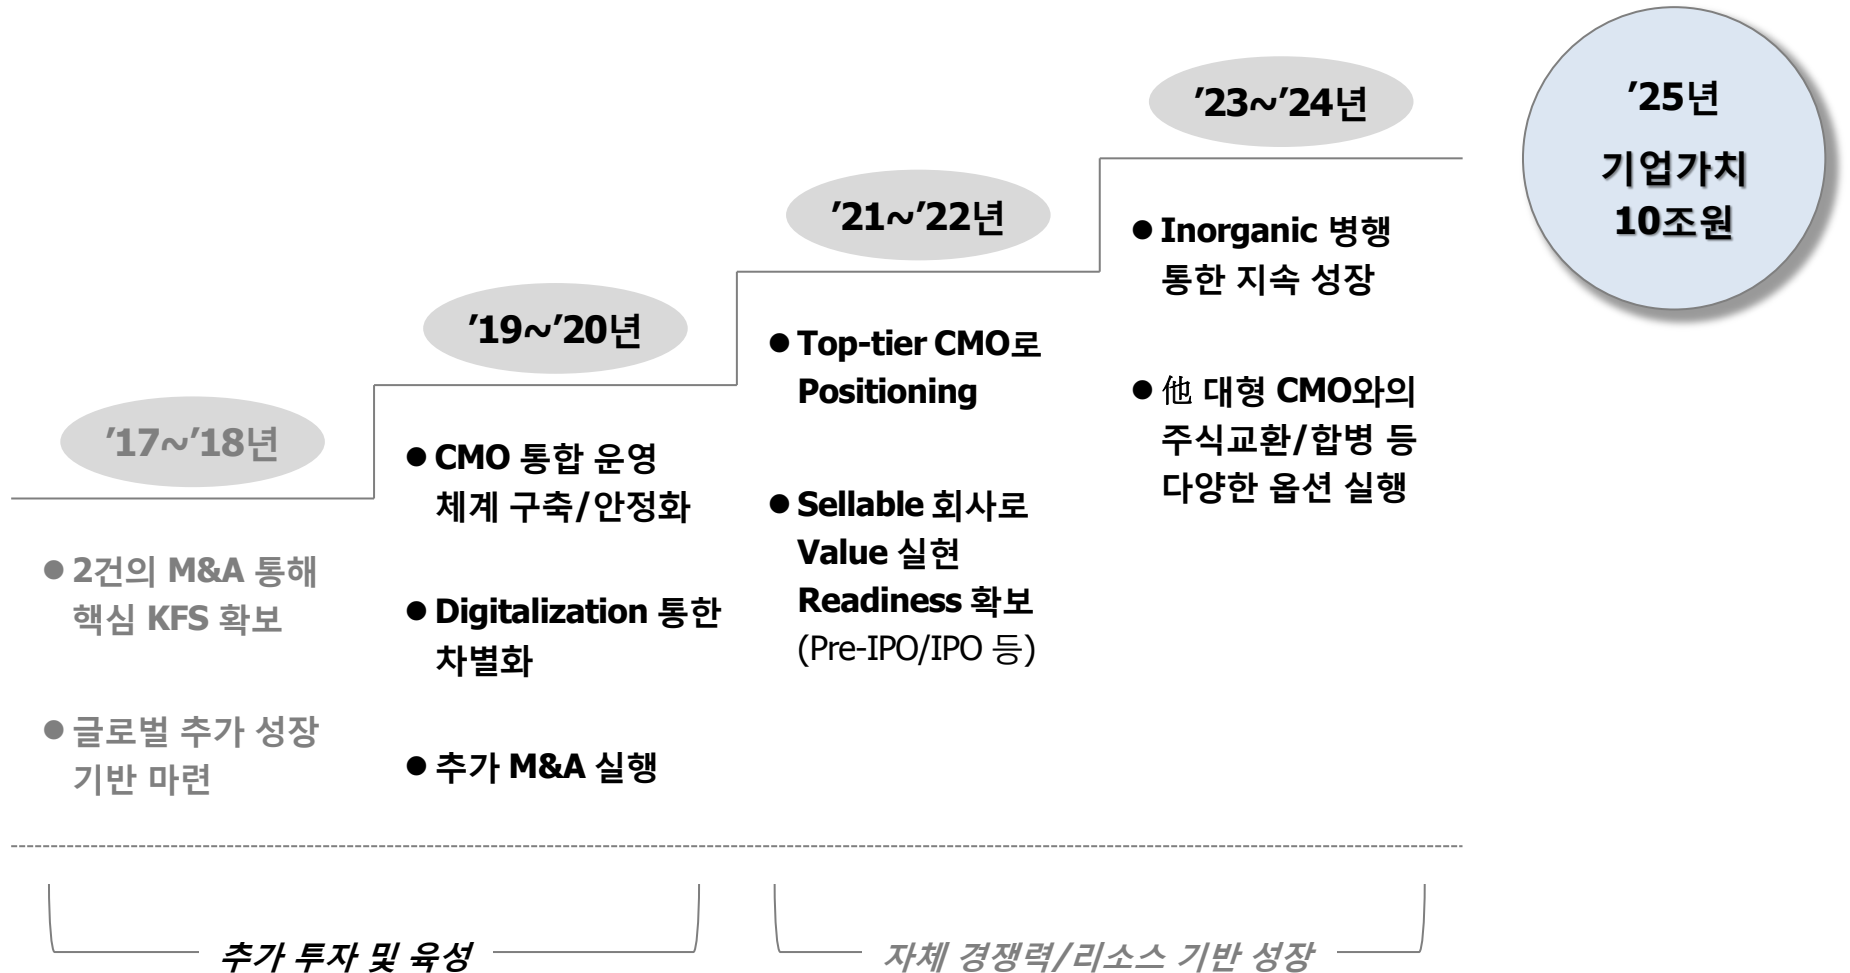 ’17~’18년
● 2건의 M&A 통해
핵심 KFS 확보
● 글로벌 추가 성장
기반 마련
’19~’20년
● CMO 통합 운영
체계 구축/안정화
● Digitalization 통한
차별화
● 추가 M&A 실행
’21~’22년
● Top-tier CMO로
Positioning
● Sellable 회사로
Value 실현
Readiness 확보
(Pre-IPO/IPO 등)
’23~’24년
● Inorganic 병행
통한 지속 성장
● 他 대형 CMO와의
주식교환/합병 등
다양한 옵션 실행
’25년
기업가치
10조원
추가 투자 및 육성
자체 경쟁력/리소스 기반 성장